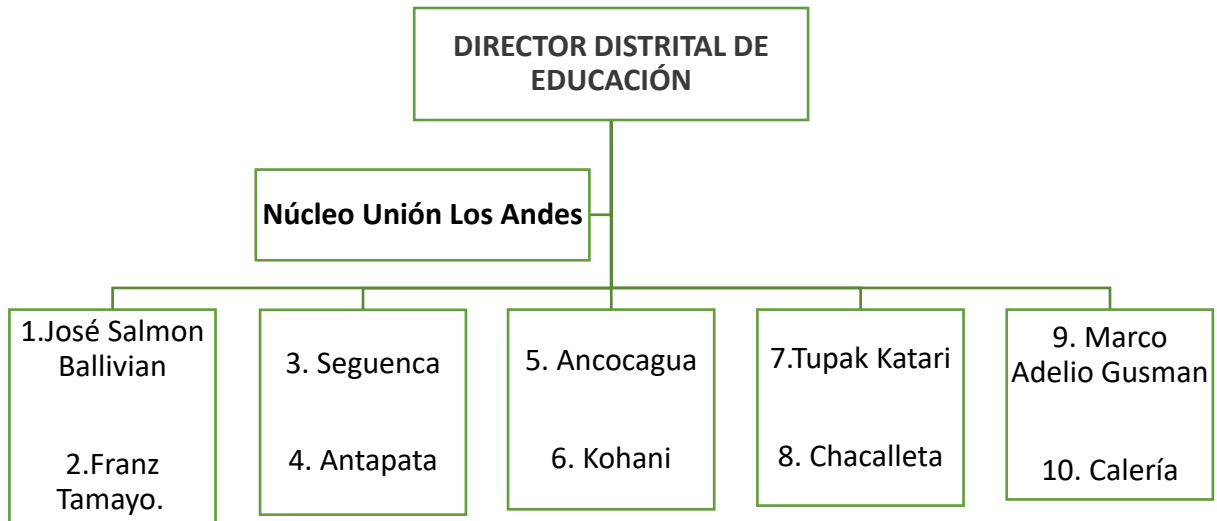 DIRECTOR DISTRITAL DE
EDUCACIÓN
Núcleo Unión Los Andes
1.José Salmon
Ballivian
2.Franz
Tamayo.
3. Seguenca
4. Antapata
5. Ancocagua
6. Kohani
7.Tupak Katari
8. Chacalleta
9. Marco
Adelio Gusman
10. Calería